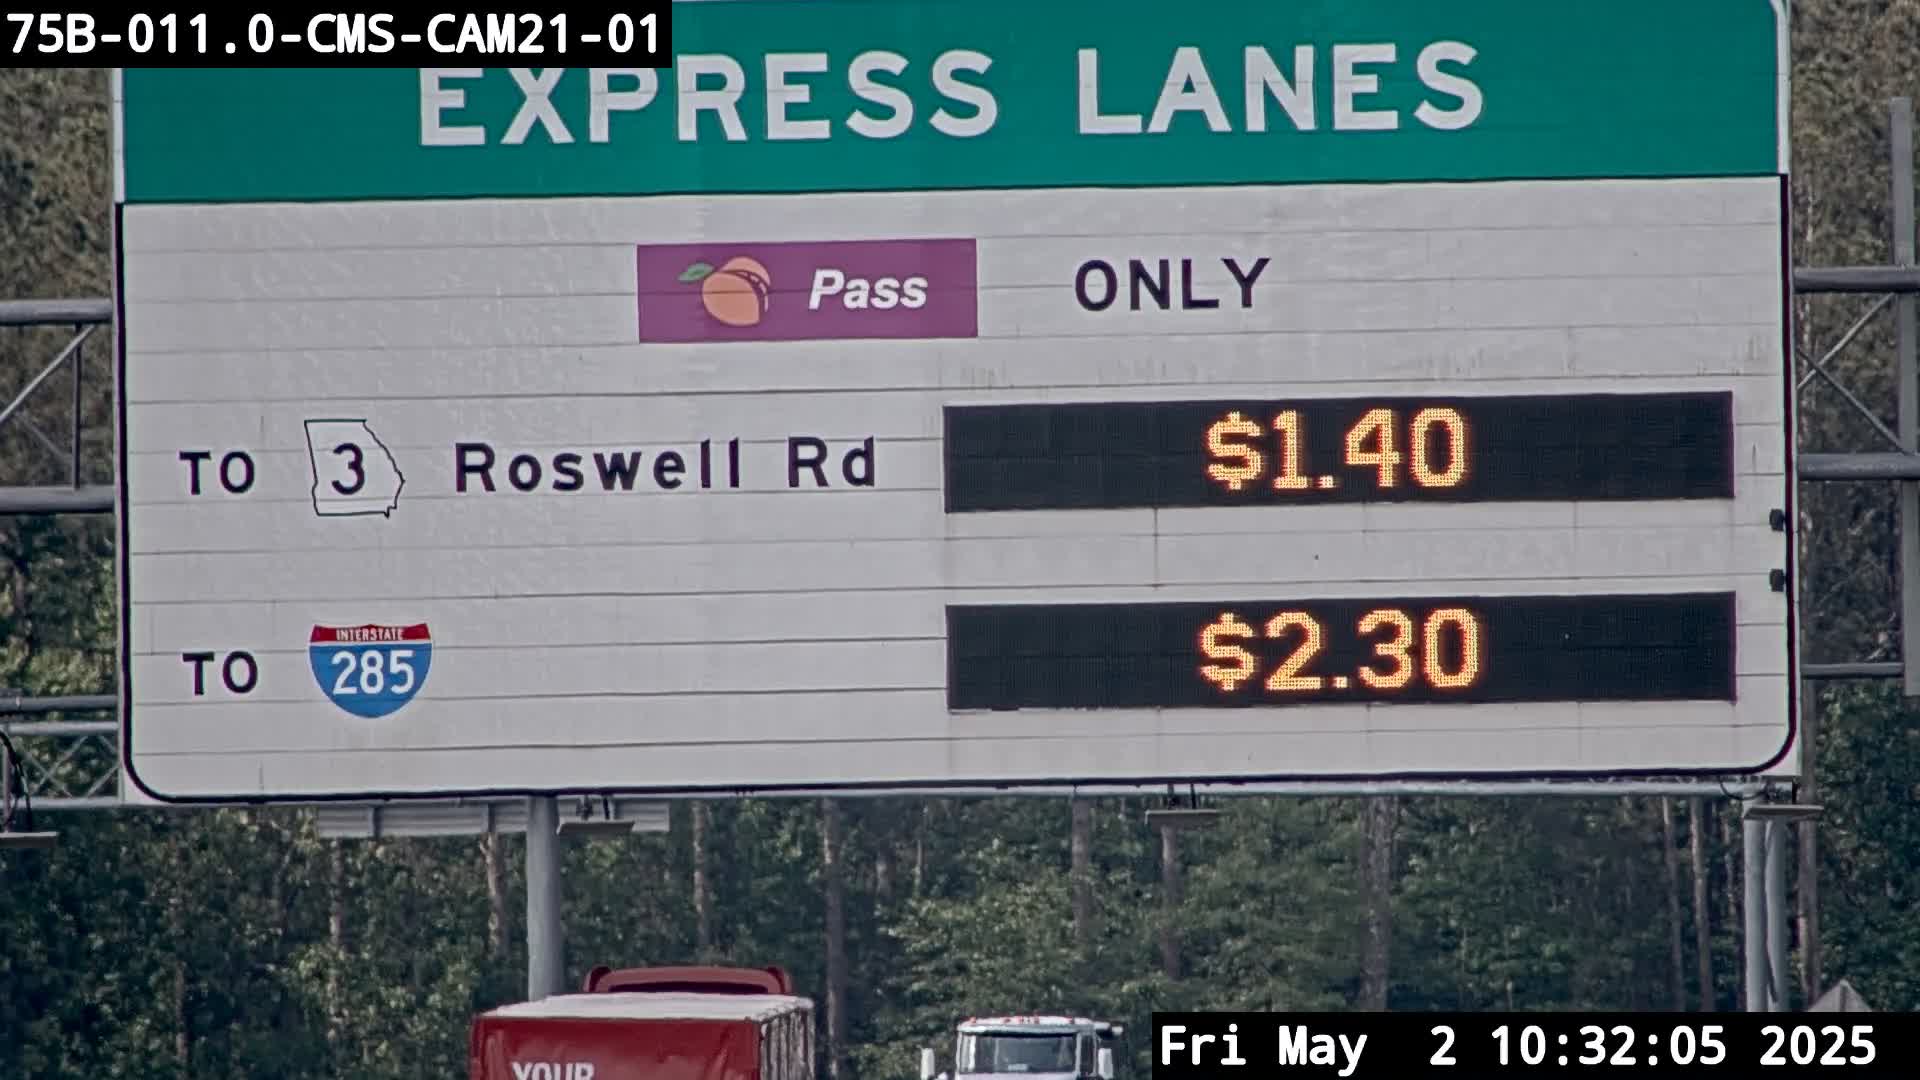 75B-011.0-CMS-CAM21-01
EXPRESS LANES
Pass ONLY
TO 3 Roswell Rd $1.40
TO INTERSTATE 285 $2.30
YOUR
Fri May 2 10:32:05 2025